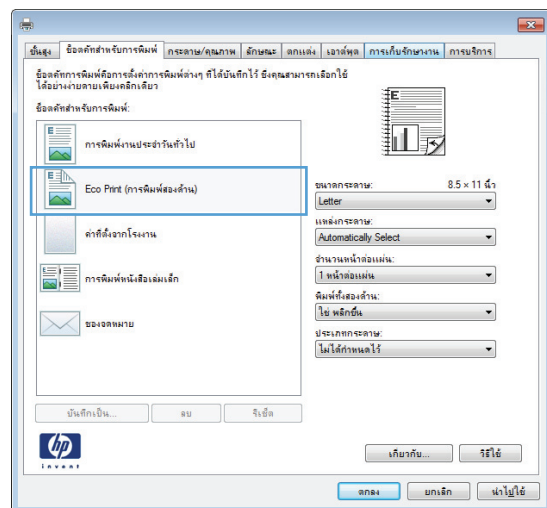 ขั้นสูง ข้อตคัทสำหรับการพิมพ์ กระดาษ/คุณภาพ ลักษณะ ตกแต่ง เอาต์พุต การเก็บรักษางาน การบริการ
ช็อตคัทการพิมพ์คือการตั้งค่าการพิมพ์ต่างๆ ที่ได้บันทึกไว้ ซึ่งคุณสามารถเลือกใช้
ได้อย่างง่ายดายเพียงคลิกเดียว
ช็อตคัทสำหรับการพิมพ์:
การพิมพ์งานประจำวันทั่วไป
Eco Print (การพิมพ์สองด้าน)
ค่าที่ตั้งจากโรงงาน
การพิมพ์หนังสือเล่มเล็ก
ซองจดหมาย
E
ขนาดกระดาษ: 8.5 × 11 นิ้ว
Letter
แหล่งกระดาษ:
Automatically Select
จำนวนหน้าต่อแผ่น:
1 หน้าต่อแผ่น
พิมพ์ทั้งสองด้าน:
ใช่ พลิกขึ้น
ประเภทกระดาษ:
ไม่ได้กำหนดไว้
บันทึกเป็น... ลบ รีเซ็ต
hp
invent
เกี่ยวกับ... วิธีใช้
ตกลง ยกเลิก นำไปใช้